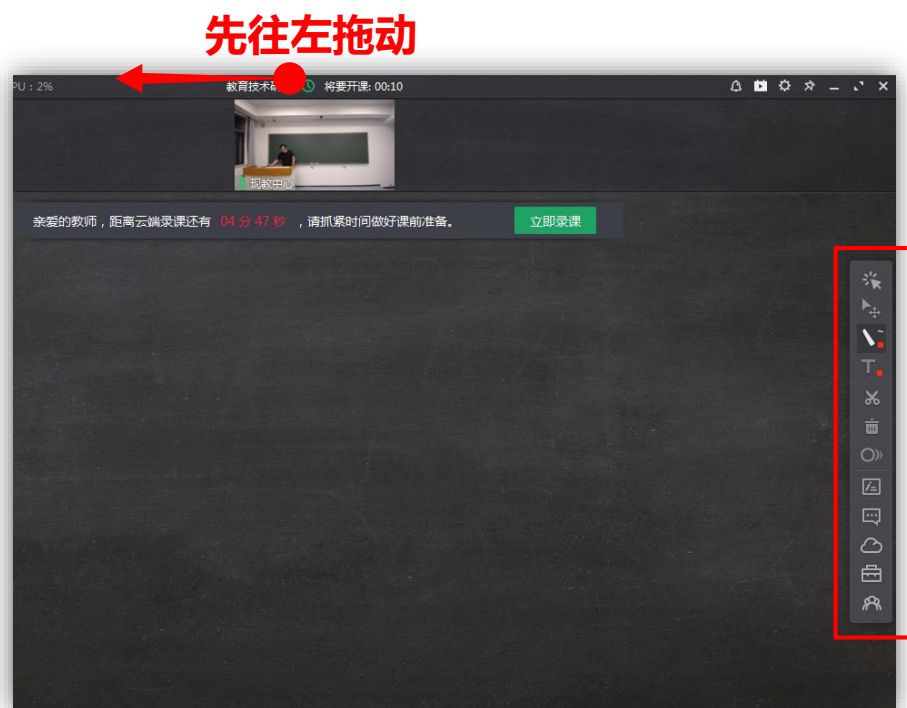 先往左拖动
PU : 2%
教育技术研
将要开课: 00:10
现教中心
亲爱的教师，距离云端录课还有 04 分 47 秒 ，请抓紧时间做好课前准备。
立即录课